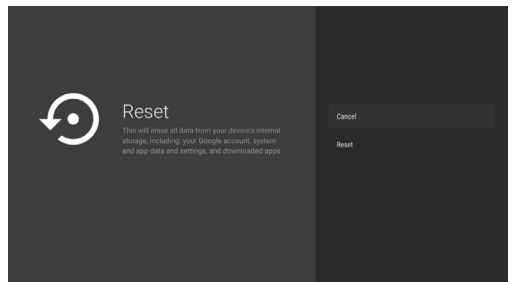 Reset
This will erase all data from your device's internal
storage, including: your Google account, system
and app data and settings, and downloaded apps
Cancel
Reset